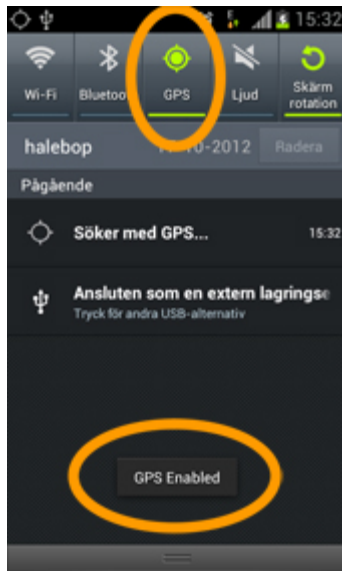 15:32
Wi-Fi
GPS
Ljud
Skärm
rotation
halebop
-2012 Radera
Pågående
Söker med GPS... 15:32
Ansluten som en extern lagringse
Tryck för andra USB-alternativ
GPS Enabled